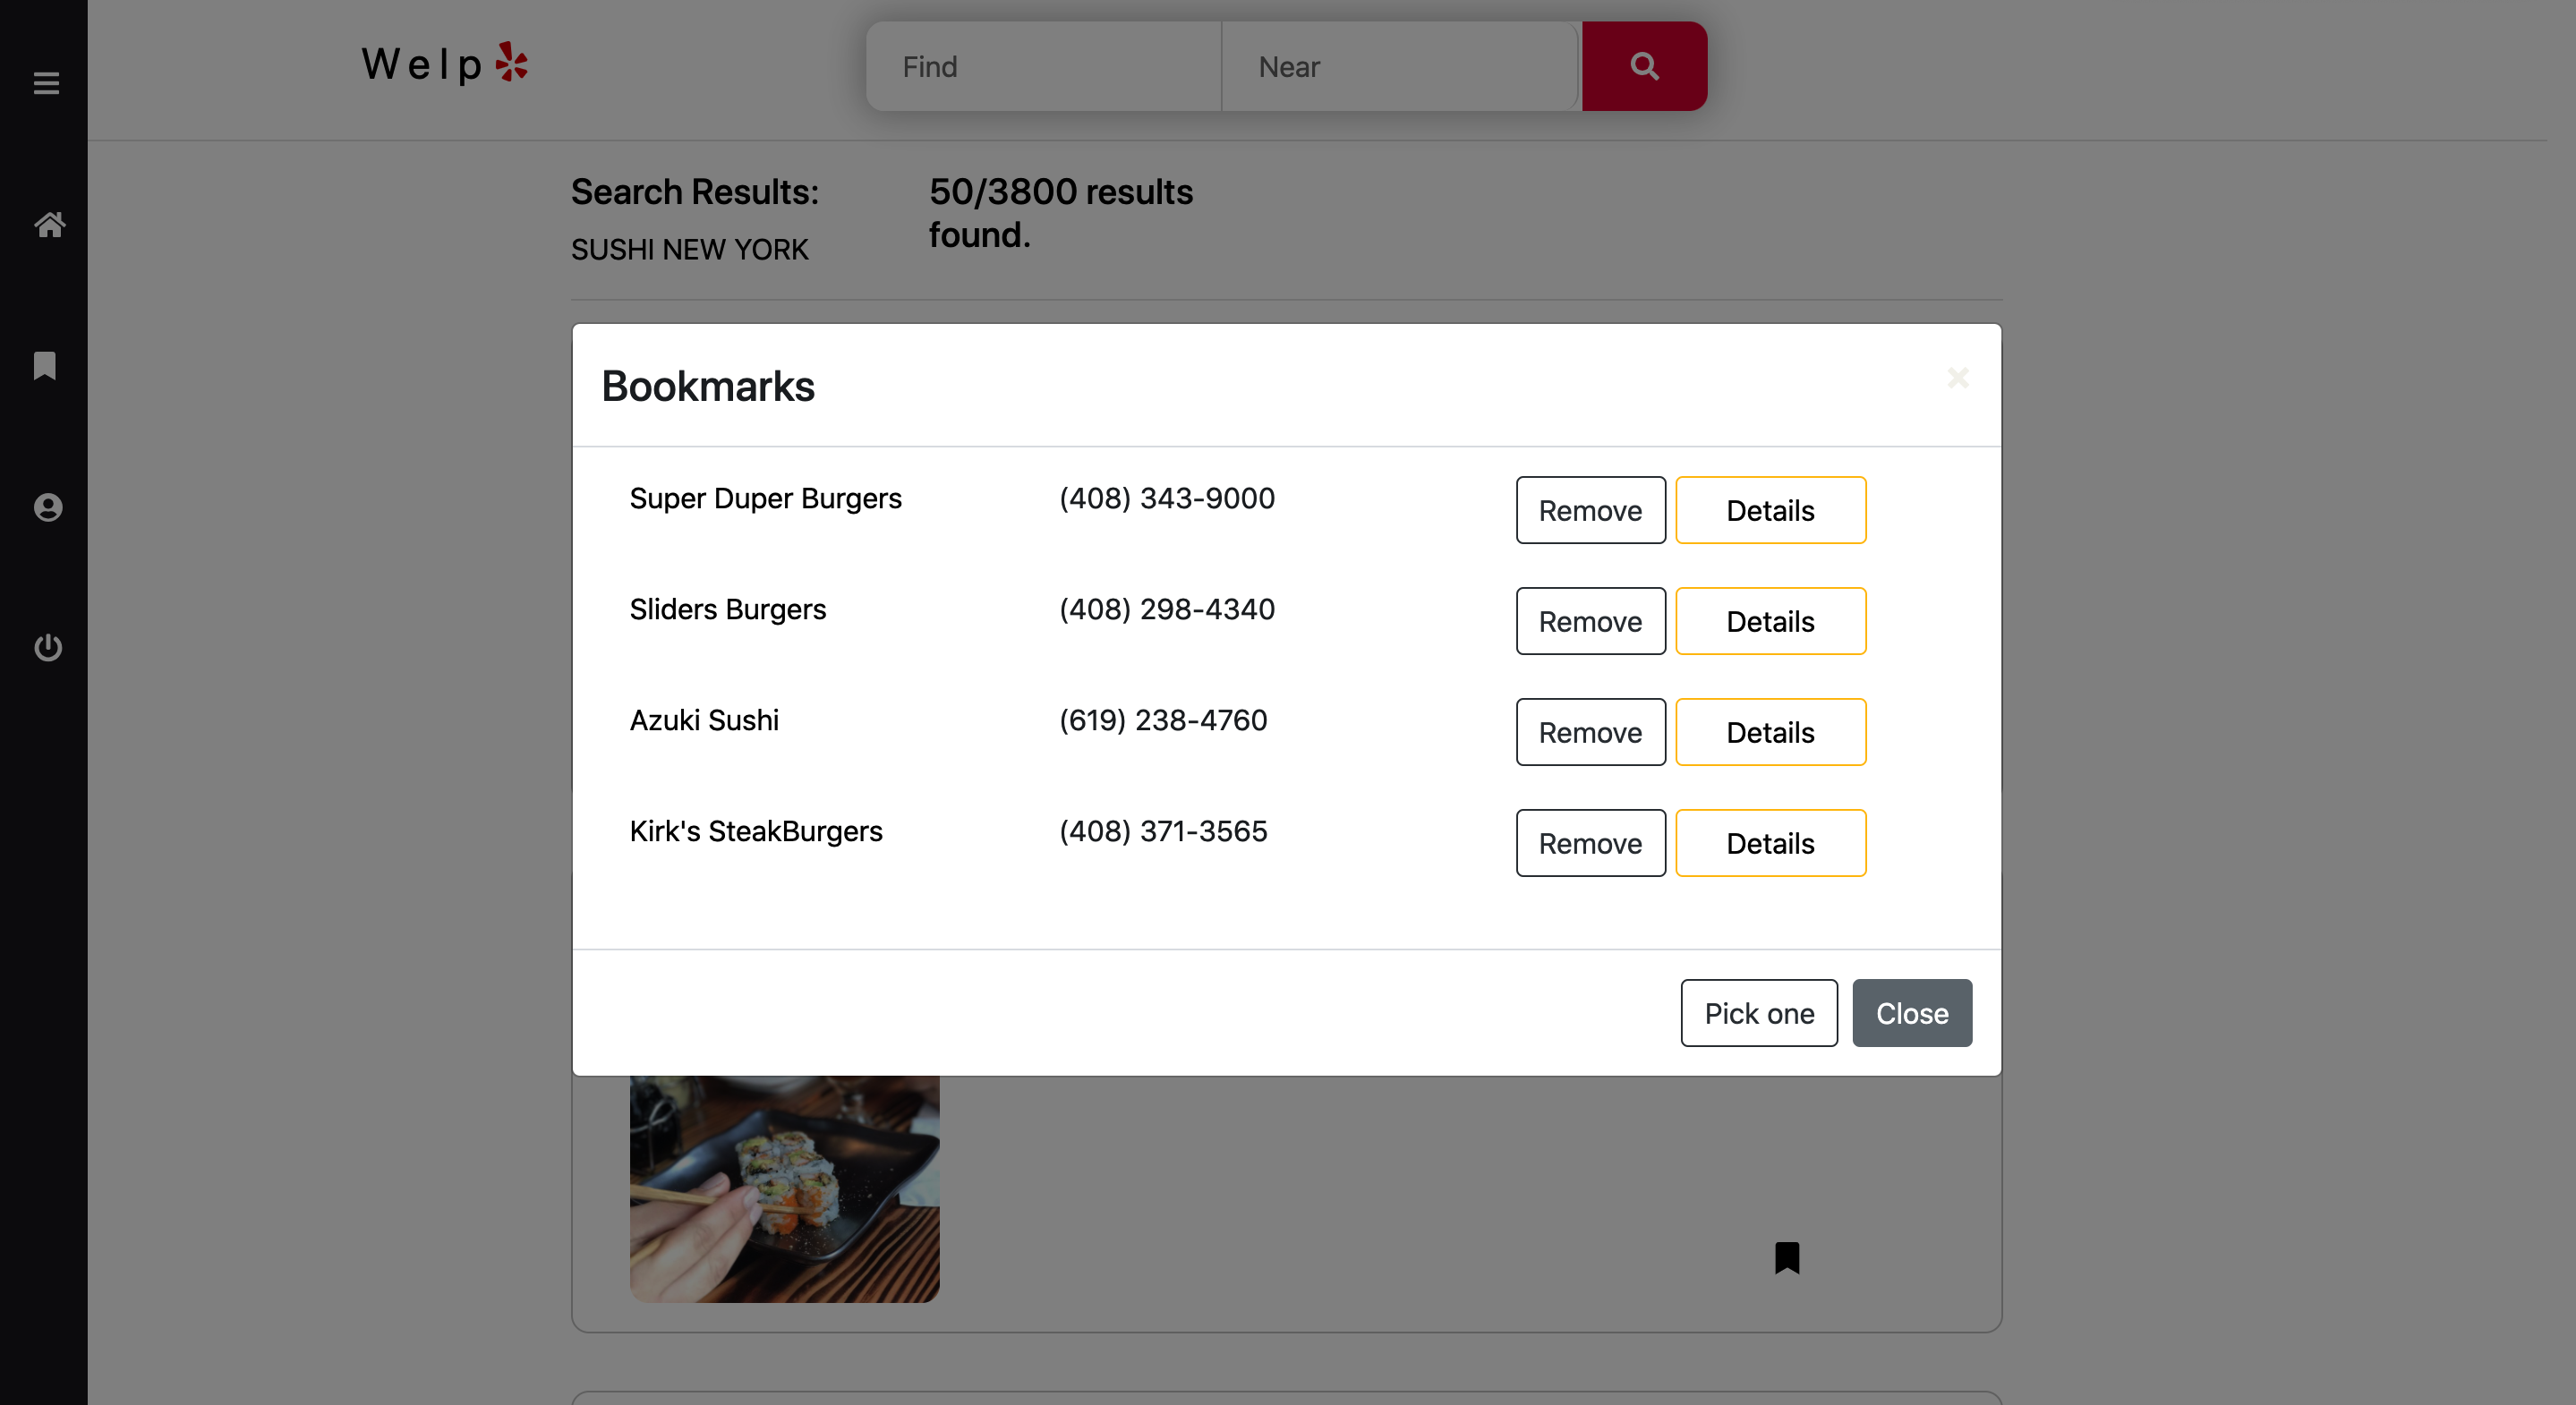 Welp
Find
Near
Search Results:
SUSHI NEW YORK
50/3800 results
found.
Bookmarks
×
Super Duper Burgers (408) 343-9000 Remove Details
Sliders Burgers (408) 298-4340 Remove Details
Azuki Sushi (619) 238-4760 Remove Details
Kirk's SteakBurgers (408) 371-3565 Remove Details
Pick one Close